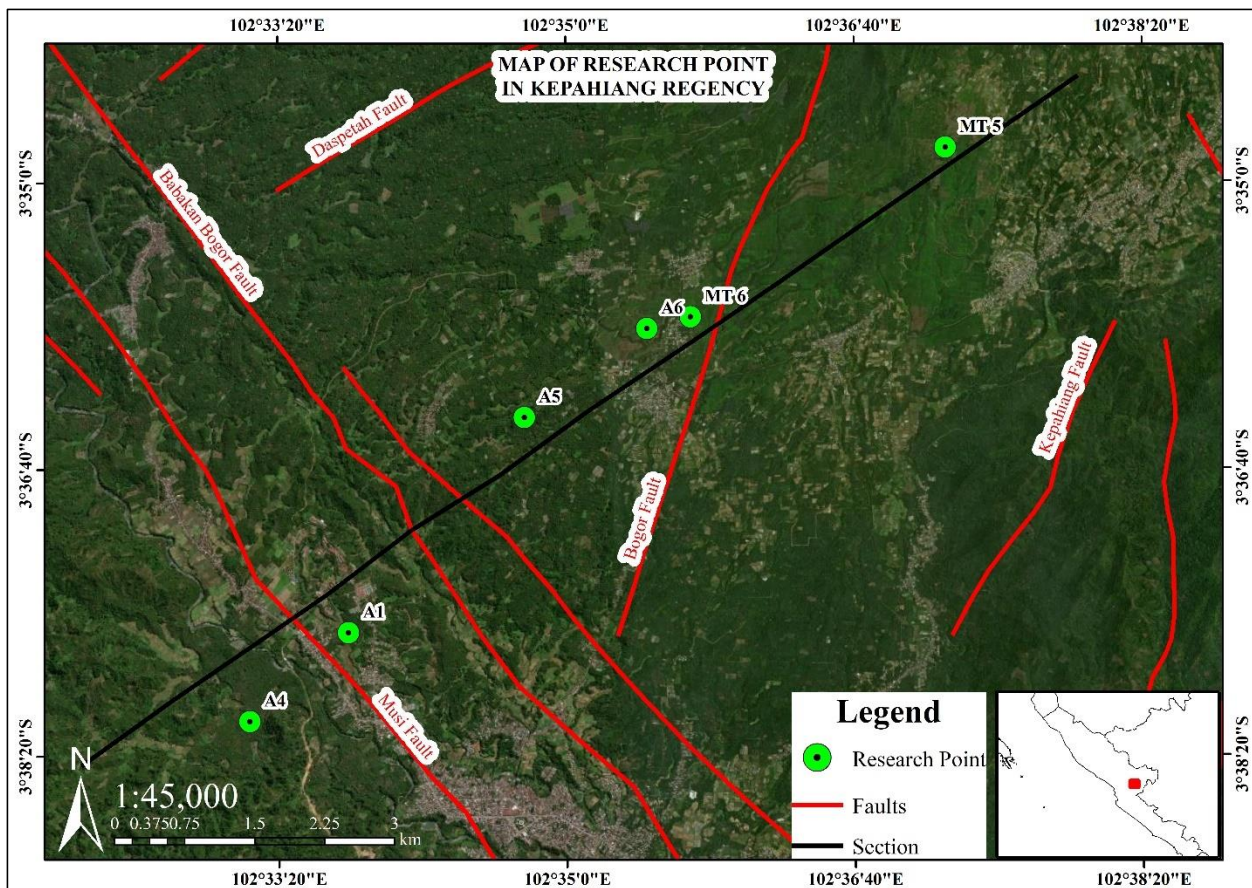 102°33'20"E 102°35'0"E 102°36'40"E 102°38'20"E
MAP OF RESEARCH POINT
IN KEPAHIANG REGENCY
Daspetah Fault
MT 5
3°35'0"S
3°35'0"S
Babakan Bogor Fault
A6
MT 6
A5
Kepahiang Fault
3°36'40"S
3°36'40"S
Bogor Fault
A1
A4
Musi Fault
Legend
Research Point
Faults
Section
3°38'20"S
3°38'20"S
N
1:45,000
0 0.3750.75 1.5 2.25 3
km
102°33'20"E 102°35'0"E 102°36'40"E 102°38'20"E